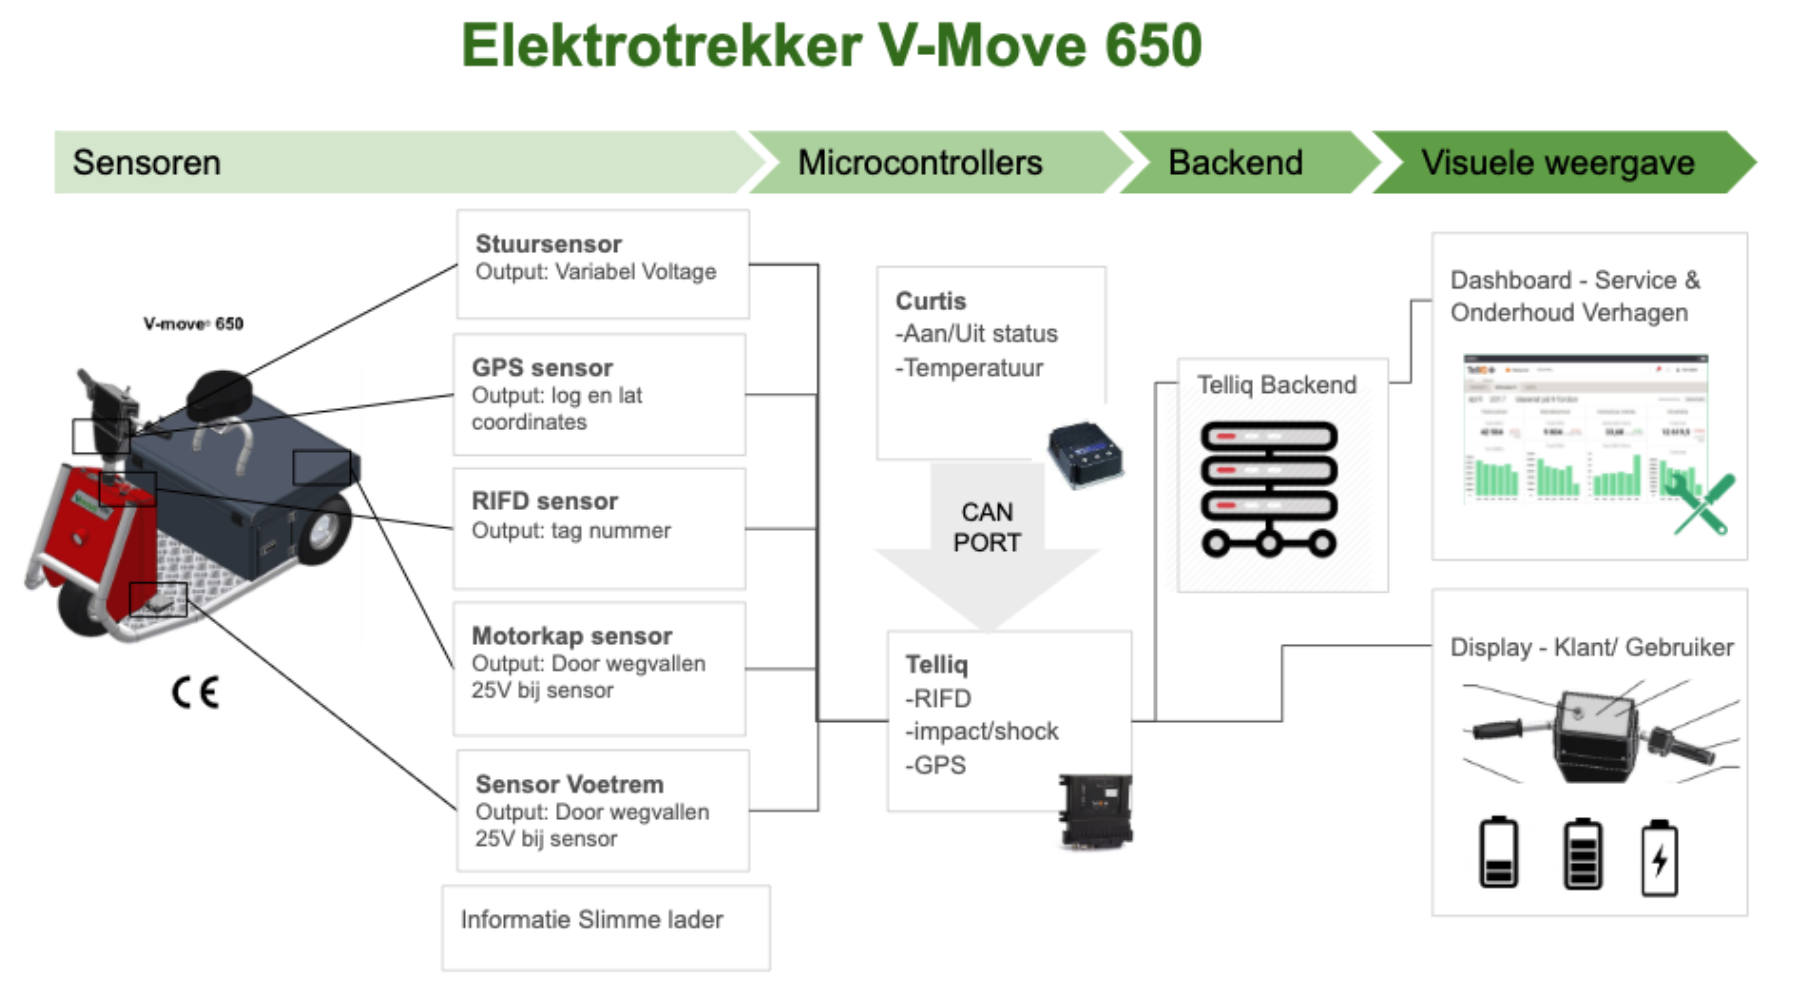 Elektrotrekker V-Move 650
Sensoren
Microcontrollers
Backend
Visuele weergave
V-move® 650
Stuursensor
Output: Variabel Voltage
GPS sensor
Output: log en lat
coordinates
RIFD sensor
Output: tag nummer
Motorkap sensor
Output: Door wegvallen
25V bij sensor
Sensor Voetrem
Output: Door wegvallen
25V bij sensor
Informatie Slimme lader
Curtis
-Aan/Uit status
-Temperatuur
CAN
PORT
Telliq
-RIFD
-impact/shock
-GPS
Telliq Backend
Dashboard - Service &
Onderhoud Verhagen
TelliQ
April 2017
Display - Klant/ Gebruiker
CE